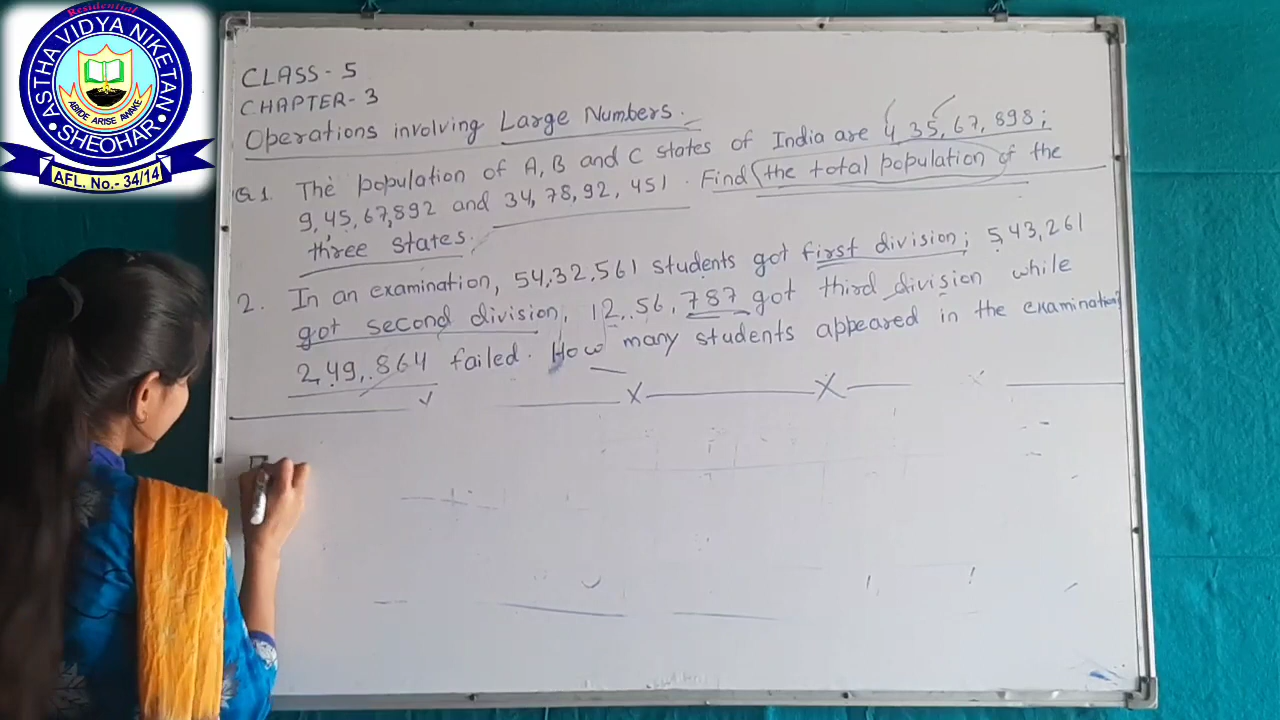 Residential
ASTHA VIDYA NIKETAN
ABIDE ARISE AWAKE
SHEOHAR
AFL. No.- 34/14
CLASS - 5
CHAPTER - 3
Operations involving Large Numbers.
Q.1. The population of A, B and C states of India are 4,35,67,898;
9,45,67,892 and 34,78,92,451. Find the total population of the
three states.
2. In an examination, 54,32,561 students got first division; 5,43,261
got second division, 12,56,787 got third division while
2,49,864 failed. How many students appeared in the examination